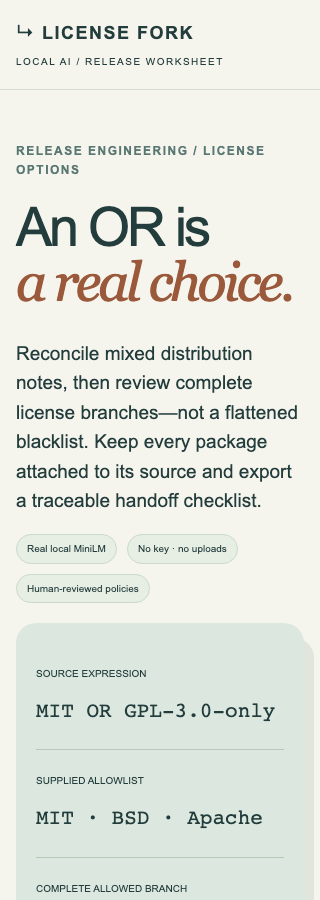 ↳ LICENSE FORK
LOCAL AI / RELEASE WORKSHEET
RELEASE ENGINEERING / LICENSE
OPTIONS
An OR is
a real choice.
Reconcile mixed distribution
notes, then review complete
license branches—not a flattened
blacklist. Keep every package
attached to its source and export
a traceable handoff checklist.
Real local MiniLM
No key · no uploads
Human-reviewed policies
SOURCE EXPRESSION
MIT OR GPL-3.0-only
SUPPLIED ALLOWLIST
MIT · BSD · Apache
COMPLETE ALLOWED BRANCH